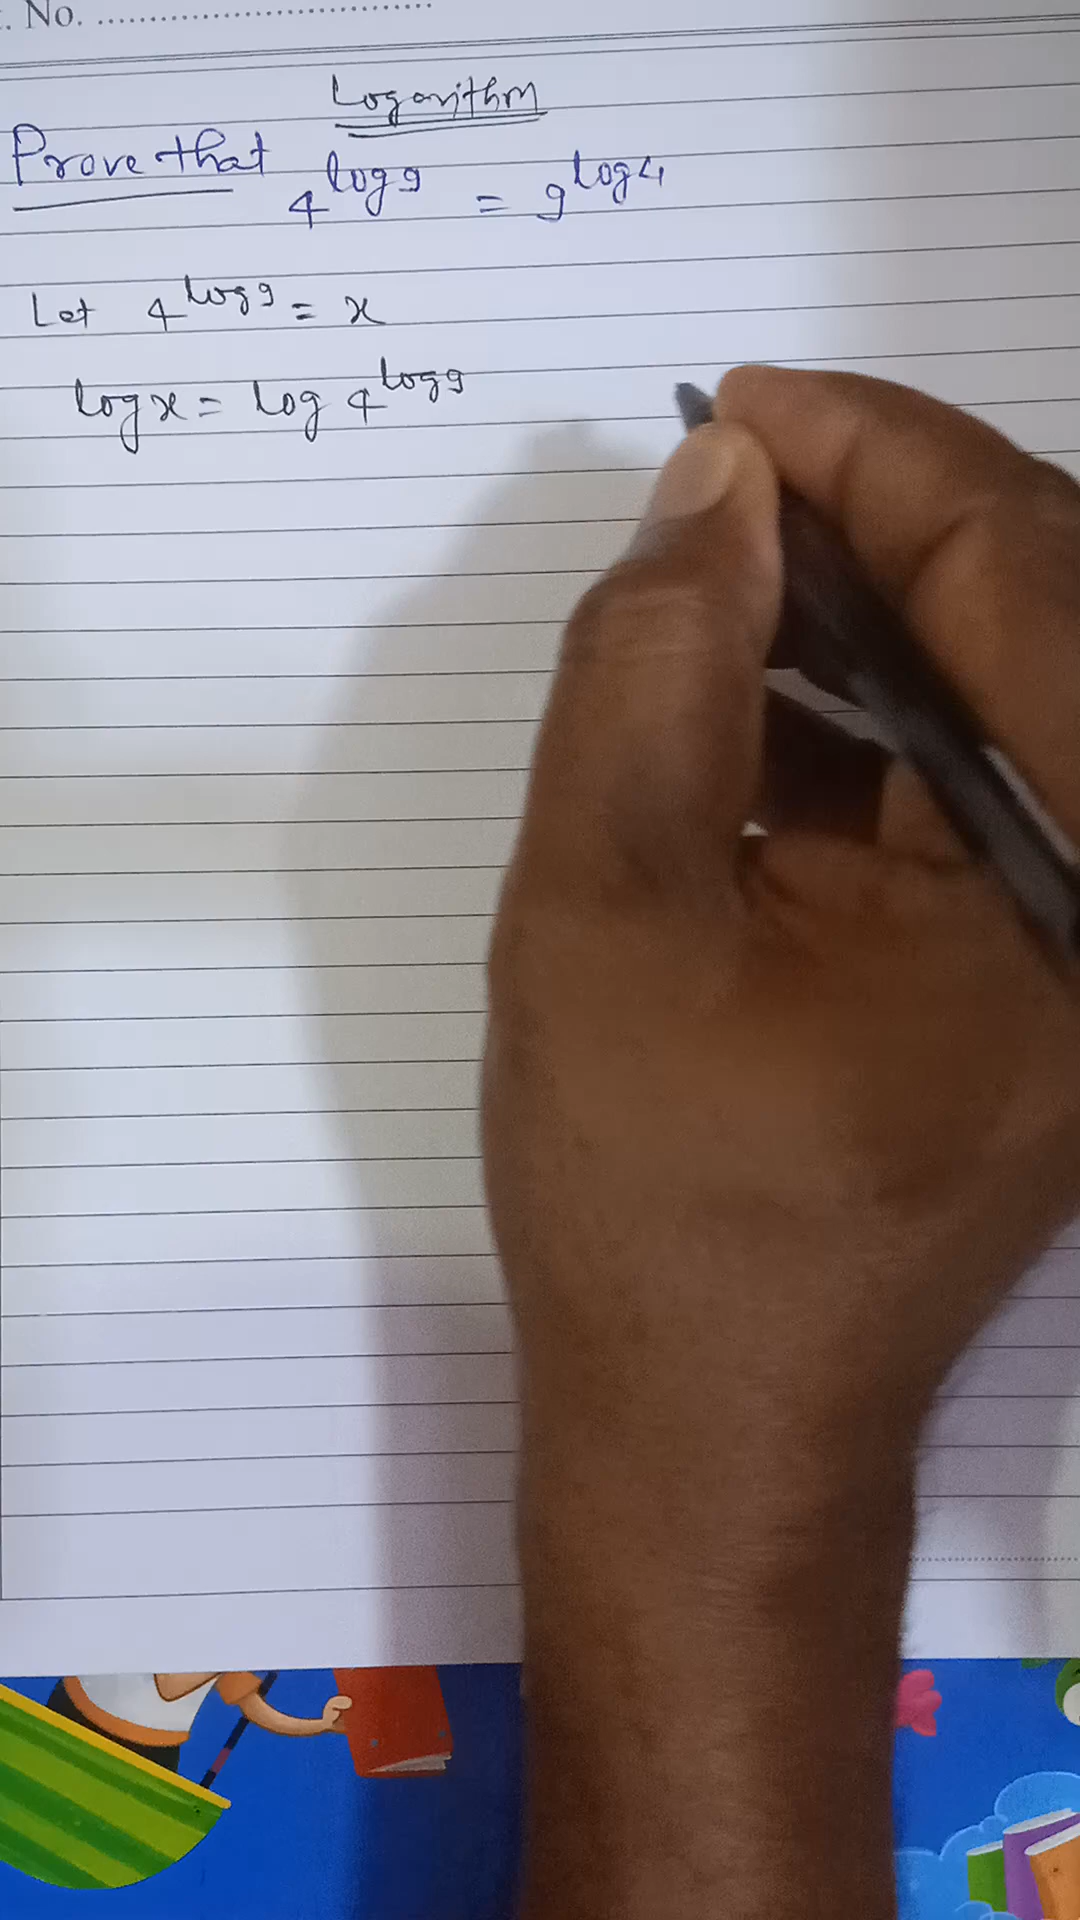 . No. ....................................
Logarithm
Prove that 4^log9 = 9^log4
Let 4^log9 = x
log x = log 4^log9